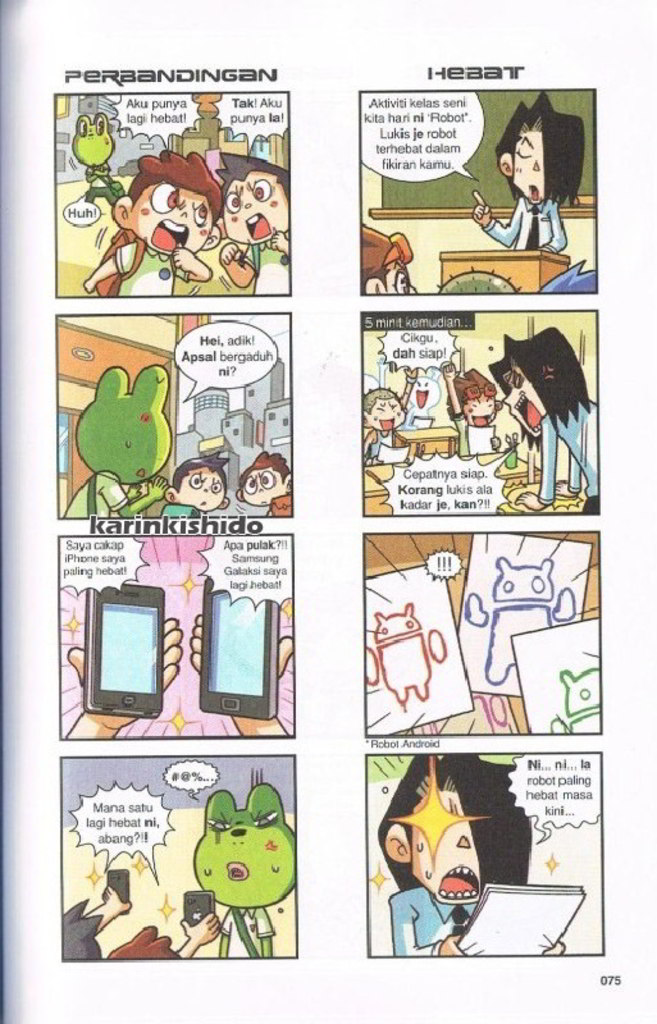 PERBANDINGAN
Aku punya
lagi hebat!
Tak! Aku
punya la!
Huh!
Hei, adik!
Apsal bergaduh
ni?
karinkishido
Saya cakap
iPhone saya
paling hebat!
Apa pulak?!!
Samsung
Galaksi saya
lagi hebat!
#@%...
Mana satu
lagi hebat ni,
abang?!!
HEBAT
Aktiviti kelas seni
kita hari ni 'Robot'.
Lukis je robot
terhebat dalam
fikiran kamu.
5 minit kemudian...
Cikgu,
dah siap!
Cepatnya siap.
Korang lukis ala
kadar je, kan?!!
!!!
*Robot Android
Ni... ni... la
robot paling
hebat masa
kini...
075